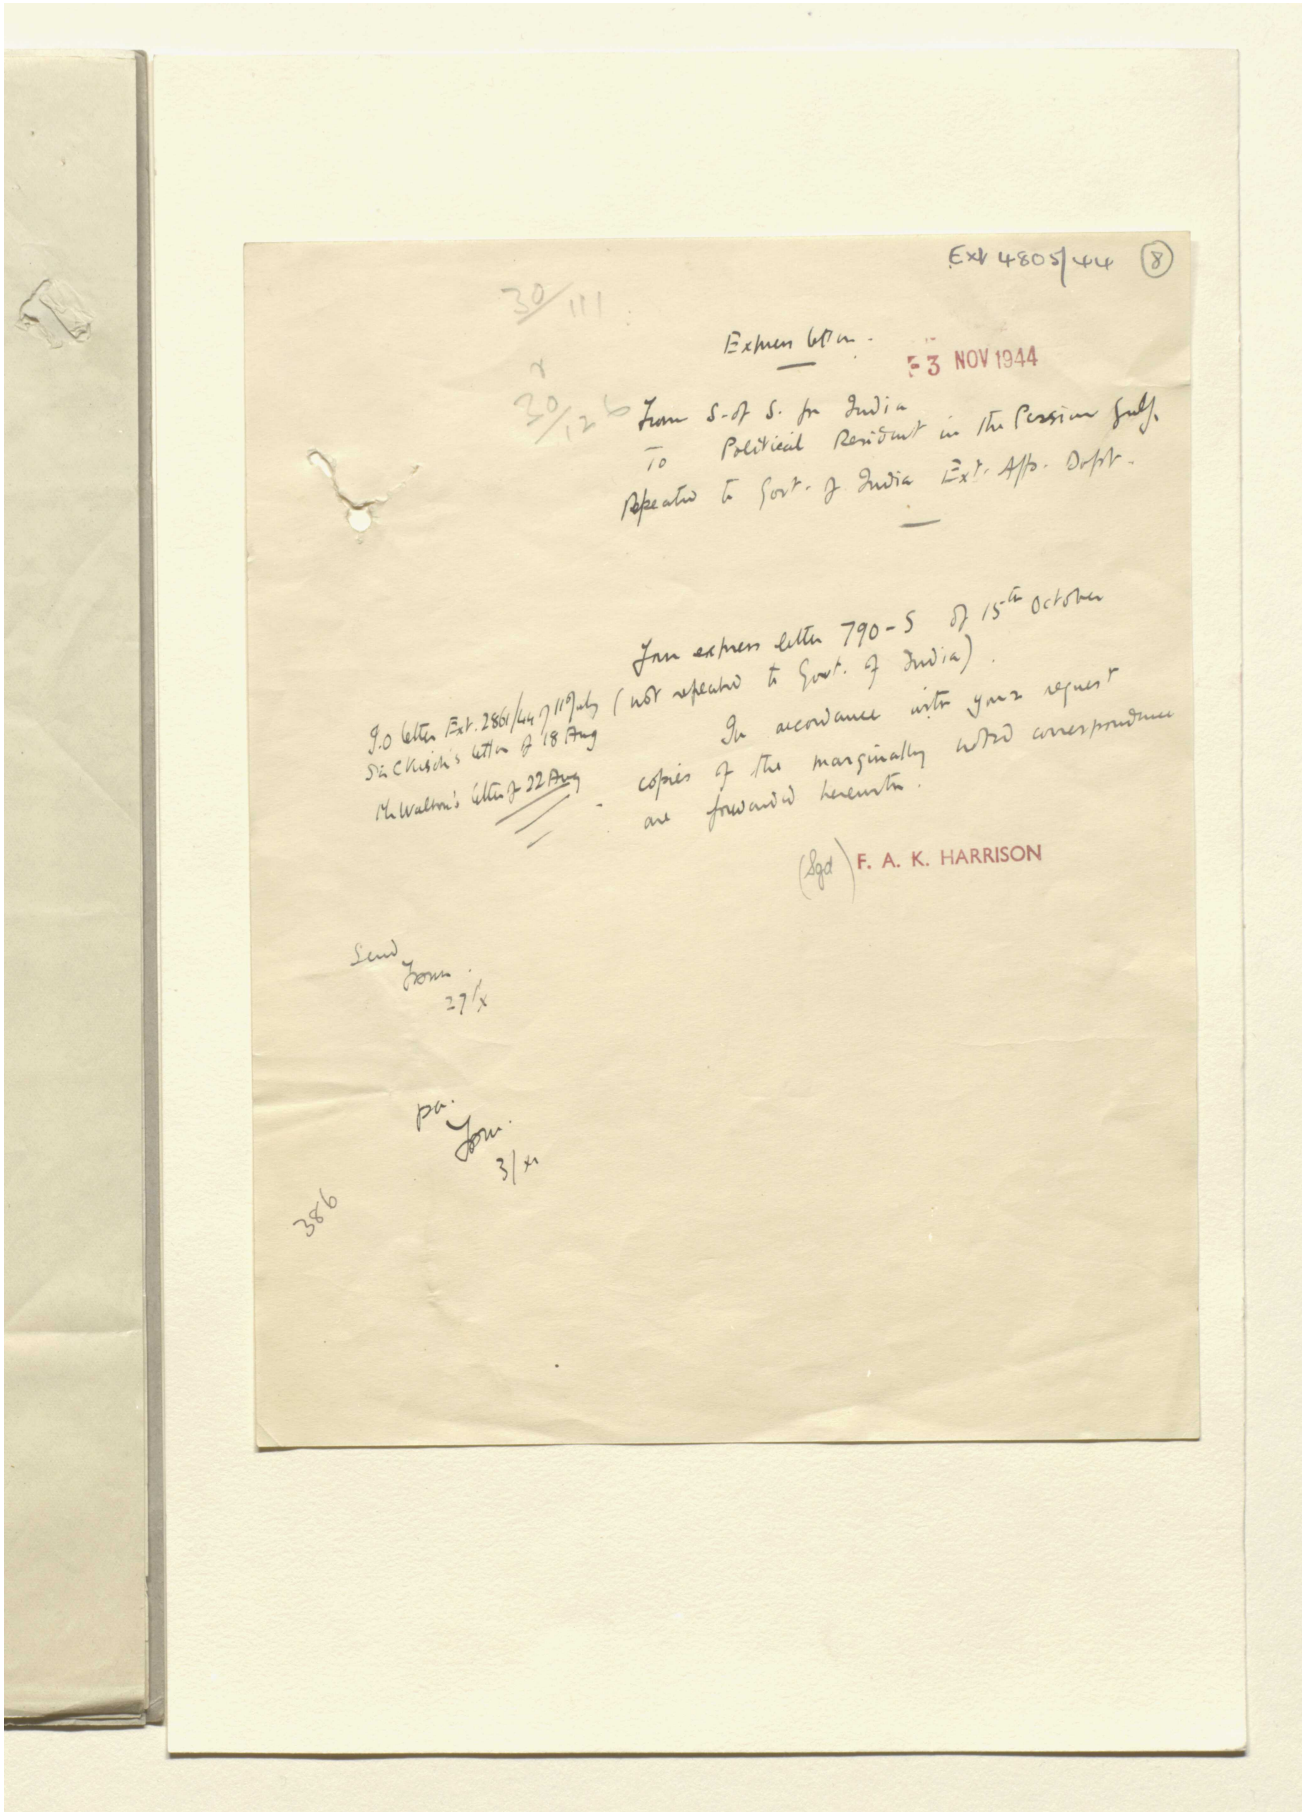 Ext 4805/44 8
30/111
Express letter.
-3 NOV 1944
30/126
From S. of S. for India
To Political Resident in the Persian Gulf.
Repeated to Govt. of India Ext. Affs. Dept.
Your express letter 790-S of 15th October
(not repeated to Govt. of India).
I.O letter Ext. 2861/44 of 11 July
Sir C Kisch's letter of 18 Aug
Mr Walton's letter of 22 Aug
In accordance with your request
copies of the marginally noted correspondence
are forwarded herewith.
(Sgd) F. A. K. HARRISON
Send
27/x
pa.
3/xi
386